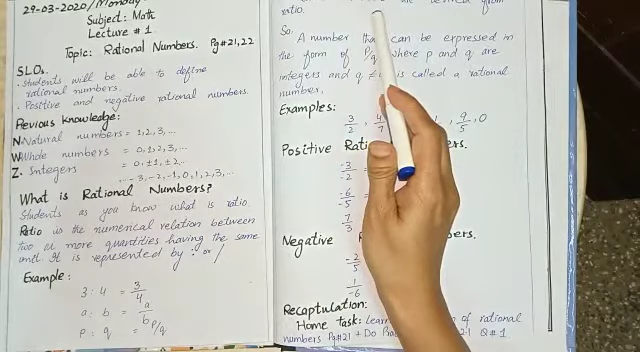 29-03-2020/Monday
Subject: Math
Lecture # 1
Topic: Rational Numbers. Pg#21,22
SLOs.
. Students will be able to define
rational numbers.
. Positive and negative rational numbers.
Pevious knowledge:
N. Natural numbers = 1, 2, 3, ...
W. Whole numbers = 0, 1, 2, 3, ...
Z. Integers = 0, ±1, ±2, ...
... -3, -2, -1, 0, 1, 2, 3, ...
What is Rational Numbers?
Students as you know what is ratio.
Ratio is the numerical relation between
two or more quantities having the same
unit. It is represented by : or /
Example:
3 : 4 = 3/4
a : b = a/b
p : q = p/q
are from
ratio.
So,
A number that can be expressed in
the form of p/q where p and q are
integers and q ≠ is called a rational
number.
Examples:
3/2, 4/7 9/5, 0
Positive
-3/-2 =
-6/-5 =
7/3
Negative
-2/5
1/-6
Recaptulation:
Home task: of rational
numbers Pg#21 + Do Q#1